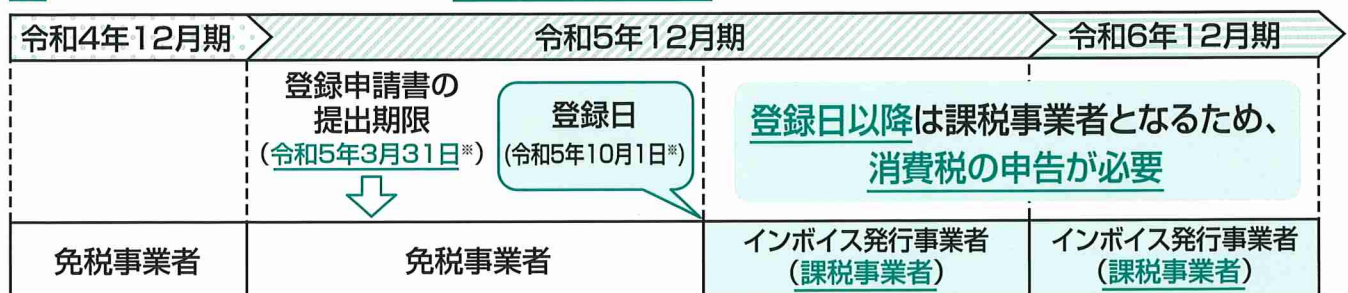 令和4年12月期
令和5年12月期
令和6年12月期
登録申請書の
提出期限
(令和5年3月31日※)
登録日
(令和5年10月1日※)
登録日以降は課税事業者となるため、
消費税の申告が必要
免税事業者
免税事業者
インボイス発行事業者
(課税事業者)
インボイス発行事業者
(課税事業者)